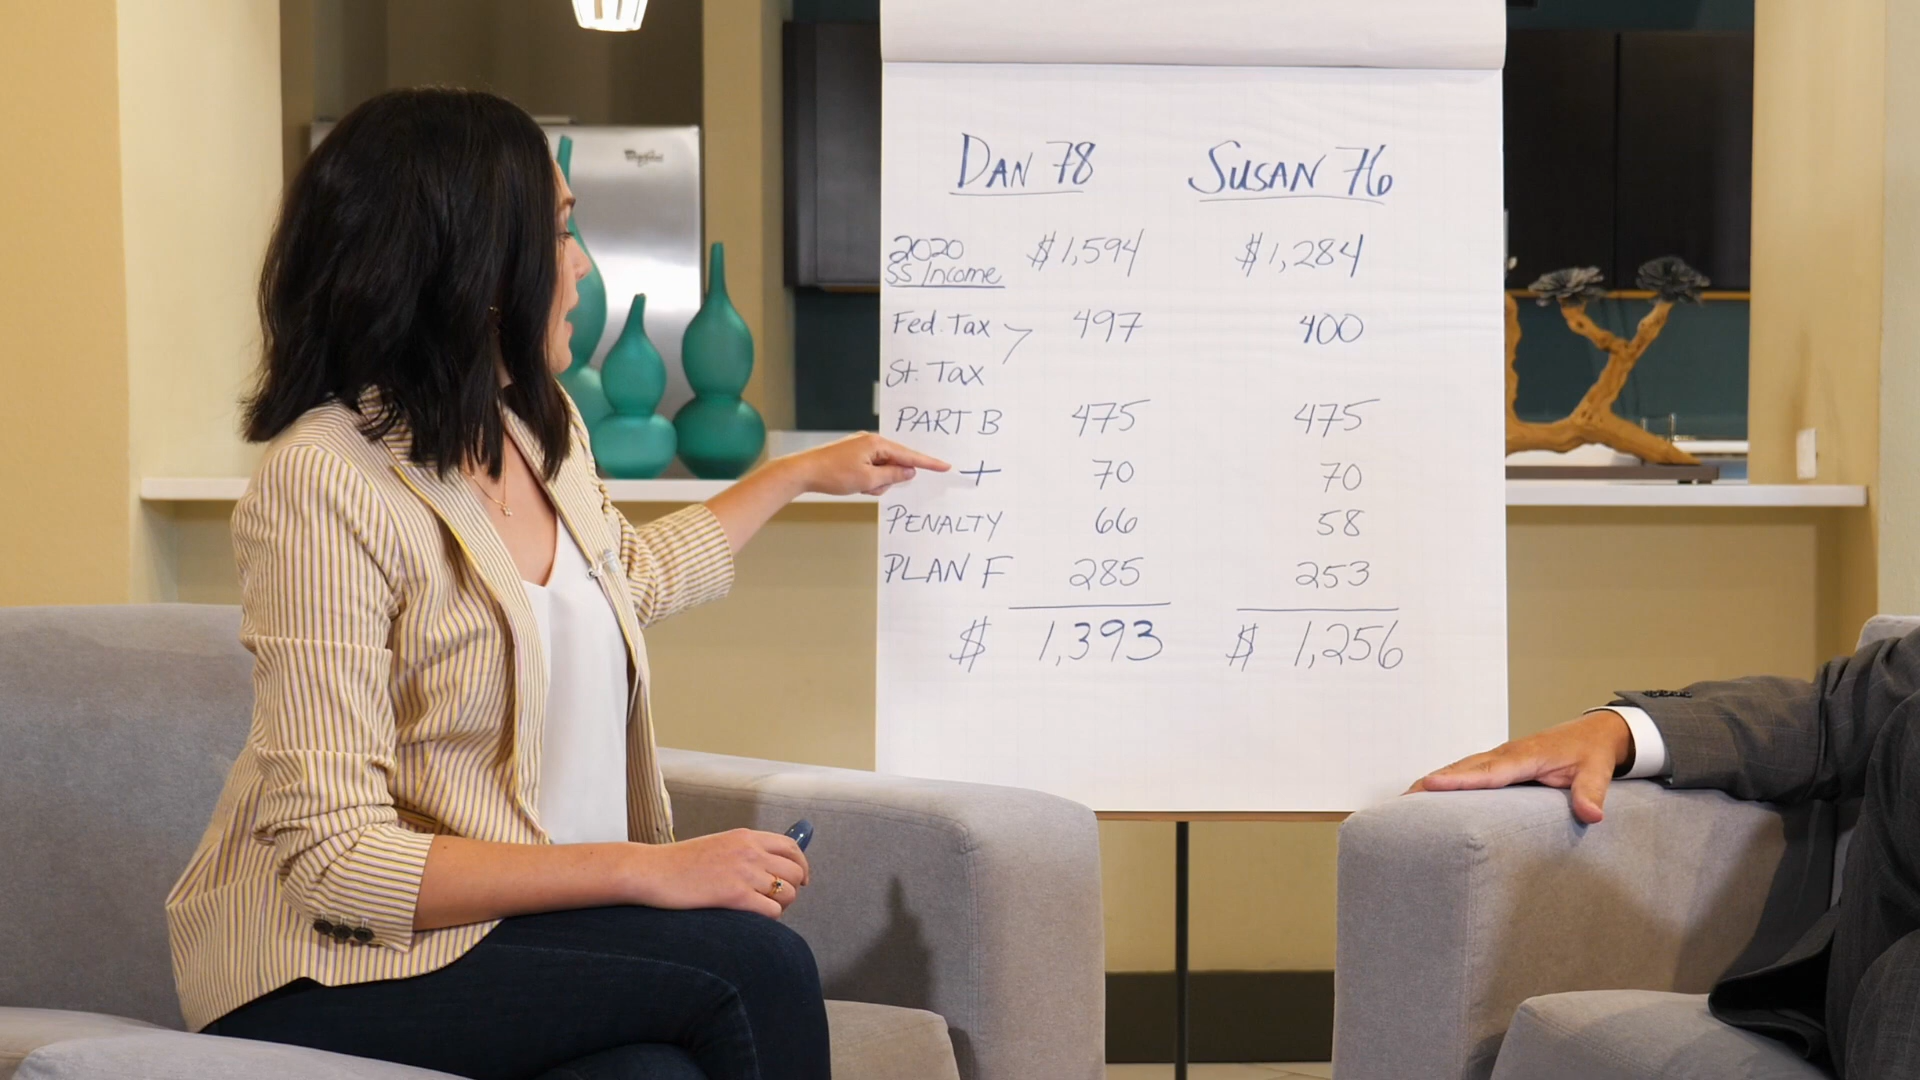 Whirlpool
DAN 78 SUSAN 76
2020 $1,594 $1,284
SS Income
Fed. Tax > 497 400
St. Tax
PART B 475 475
+ 70 70
PENALTY 66 58
PLAN F 285 253
$ 1,393 $ 1,256